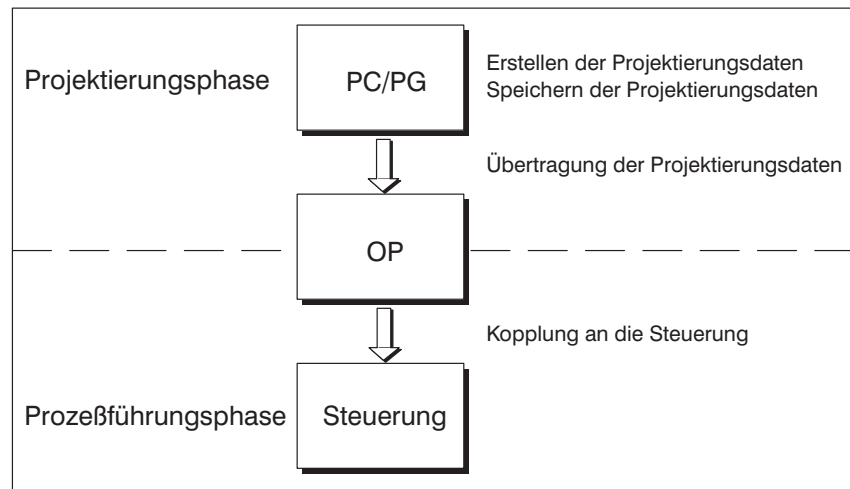 Projektierungsphase
PC/PG
Erstellen der Projektierungsdaten
Speichern der Projektierungsdaten
Übertragung der Projektierungsdaten
OP
Kopplung an die Steuerung
Prozeßführungsphase
Steuerung